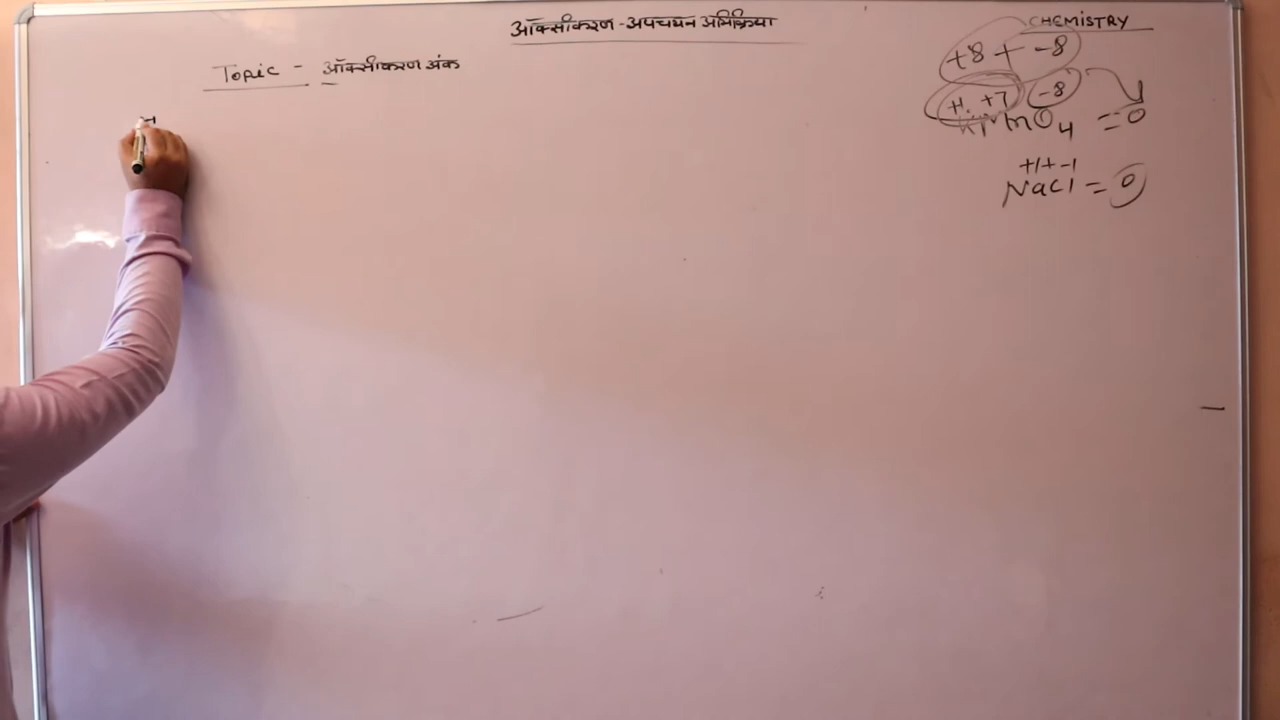 ऑक्सीकरण-अपचयन अभिक्रिया
CHEMISTRY
Topic - ऑक्सीकरण अंक
+8 + -8
+1 +7 -8
KMnO4 = 0
+1 + -1
NaCl = 0